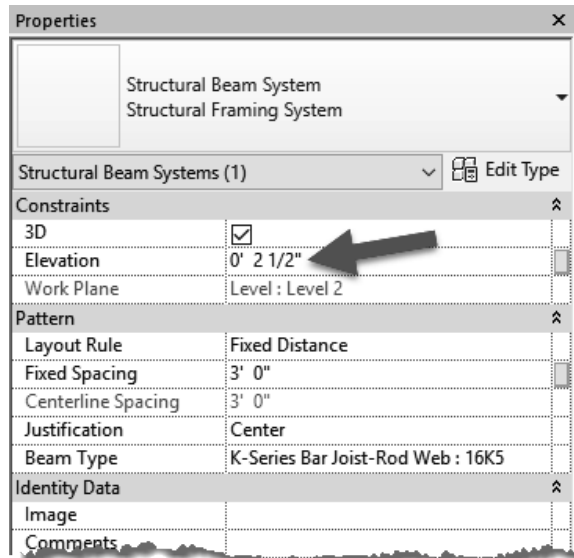 Properties ×
Structural Beam System
Structural Framing System
Structural Beam Systems (1) Edit Type
Constraints
3D
Elevation 0' 2 1/2"
Work Plane Level : Level 2
Pattern
Layout Rule Fixed Distance
Fixed Spacing 3' 0"
Centerline Spacing 3' 0"
Justification Center
Beam Type K-Series Bar Joist-Rod Web : 16K5
Identity Data
Image
Comments